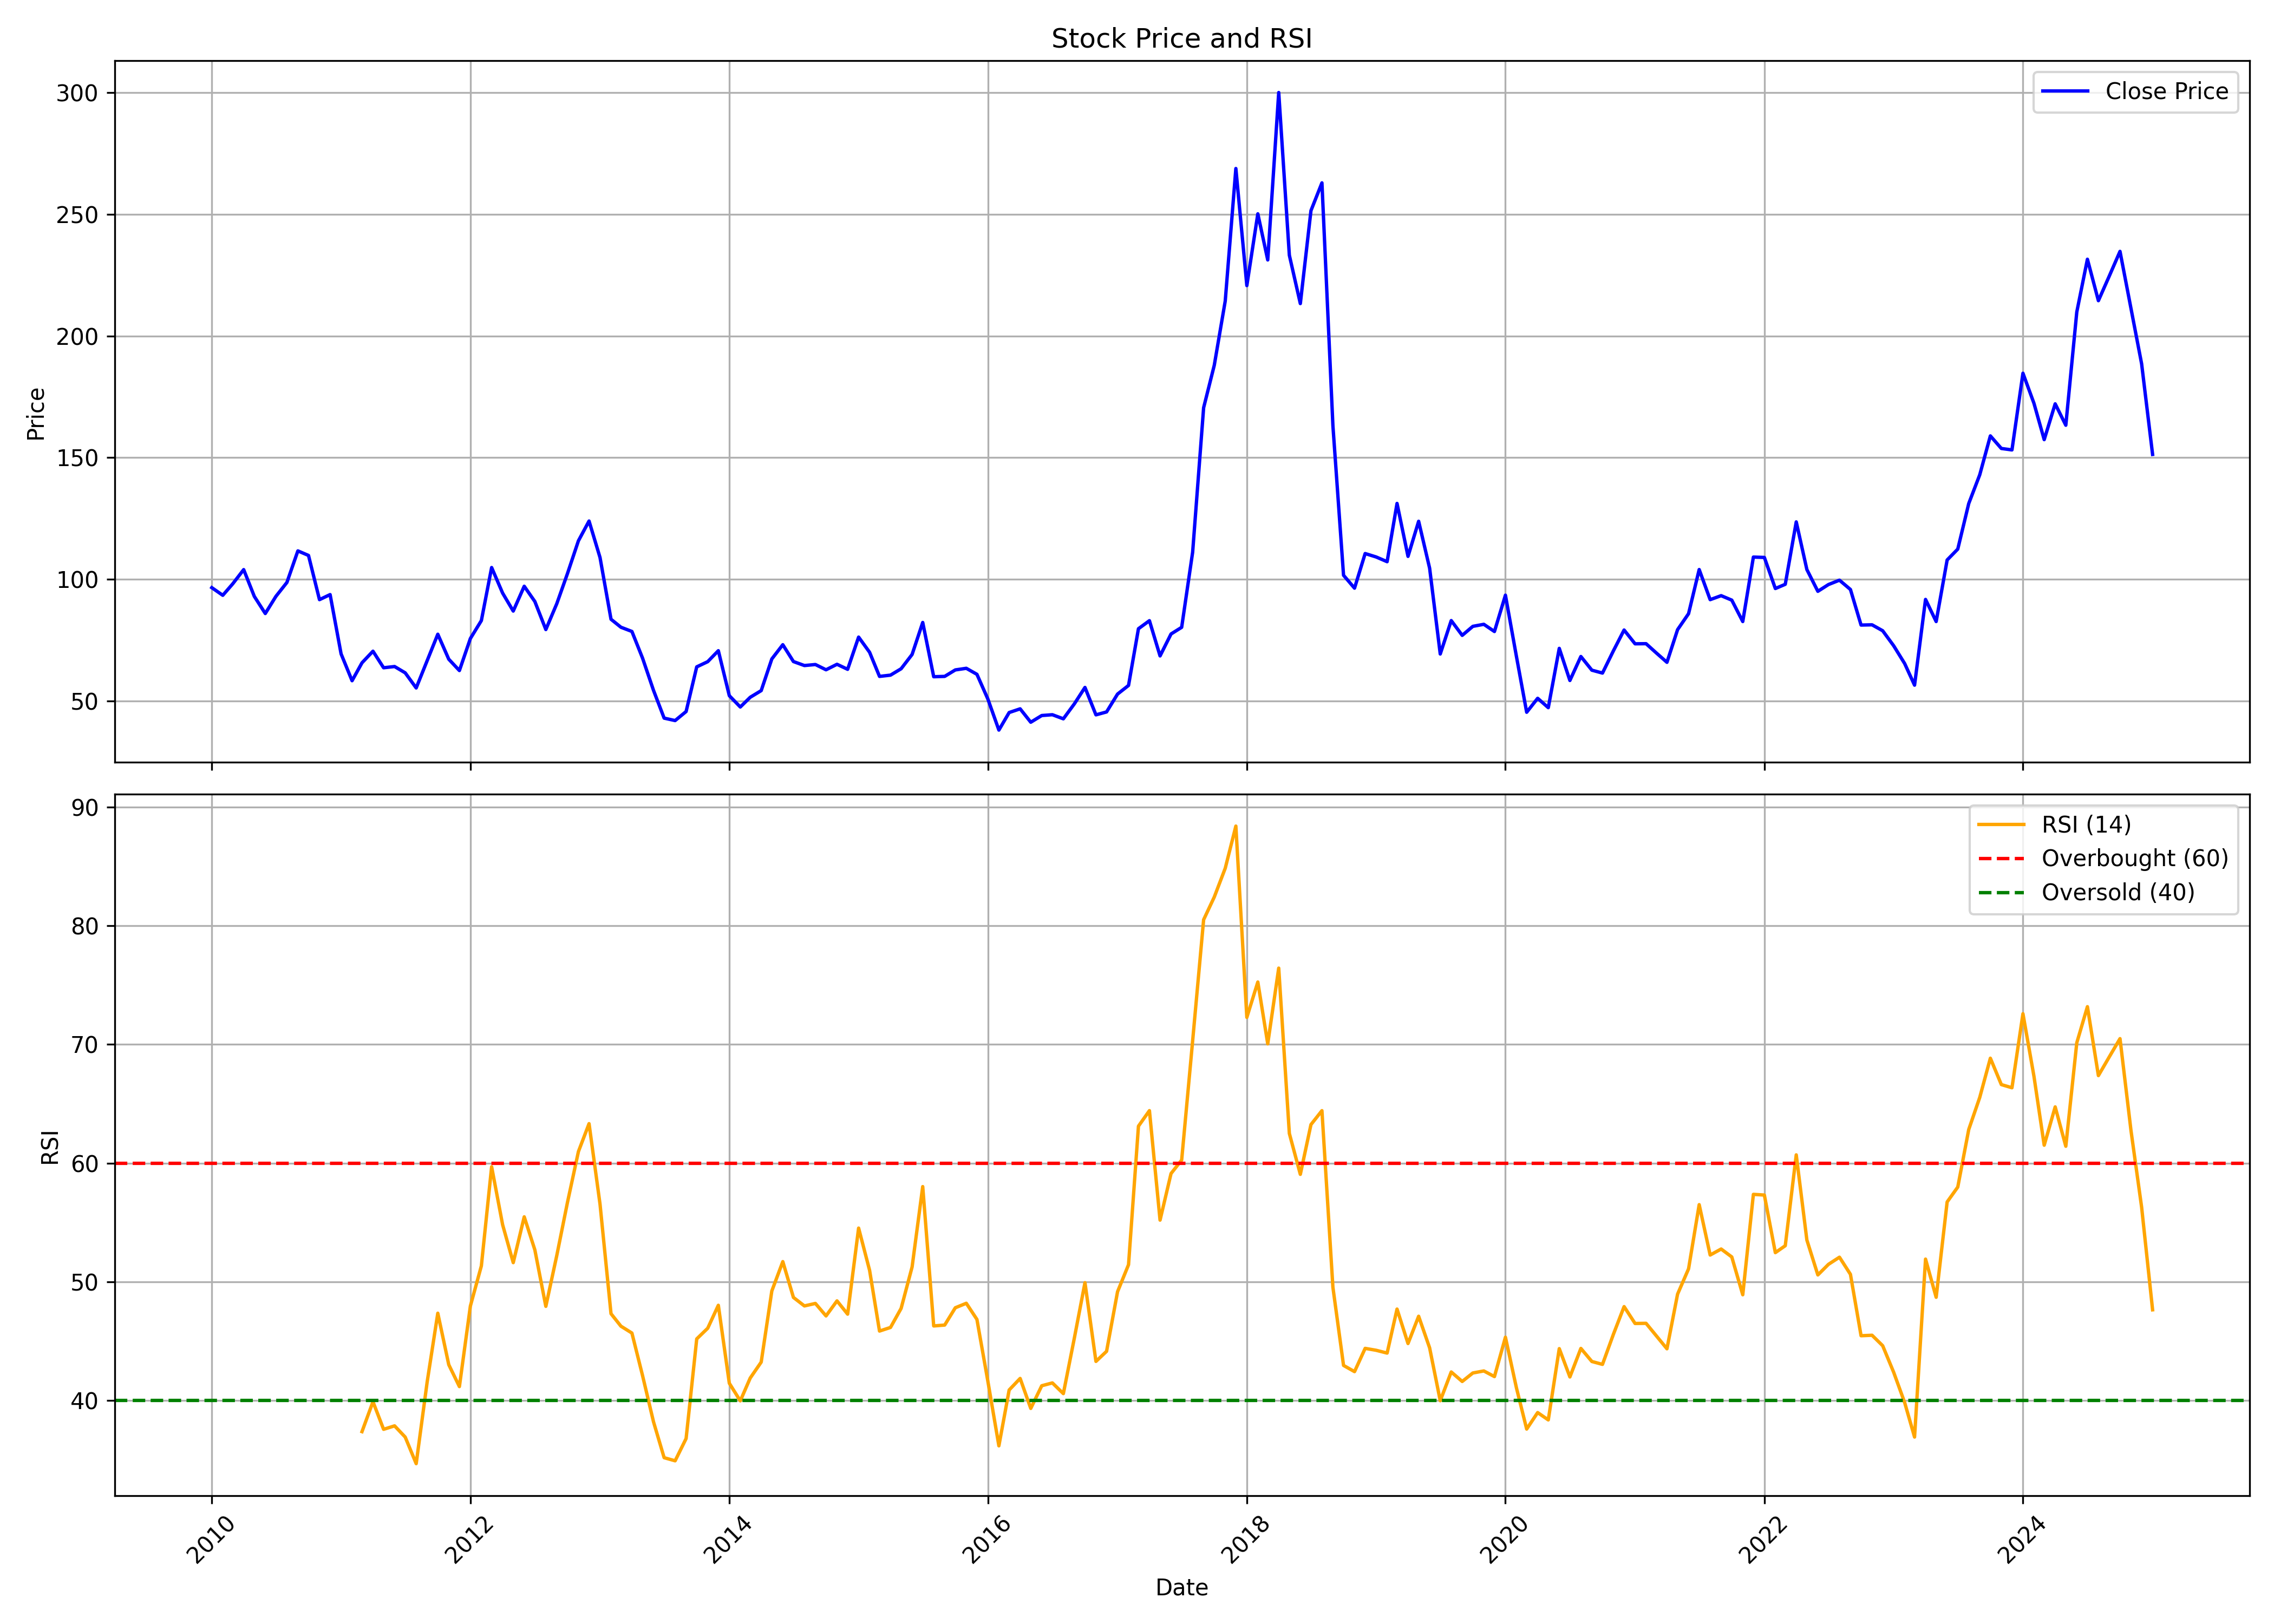 Stock Price and RSI
300
250
200
150
100
50
Price
Close Price
90
80
70
60
50
40
RSI
RSI (14)
Overbought (60)
Oversold (40)
2010
2012
2014
2016
2018
2020
2022
2024
Date